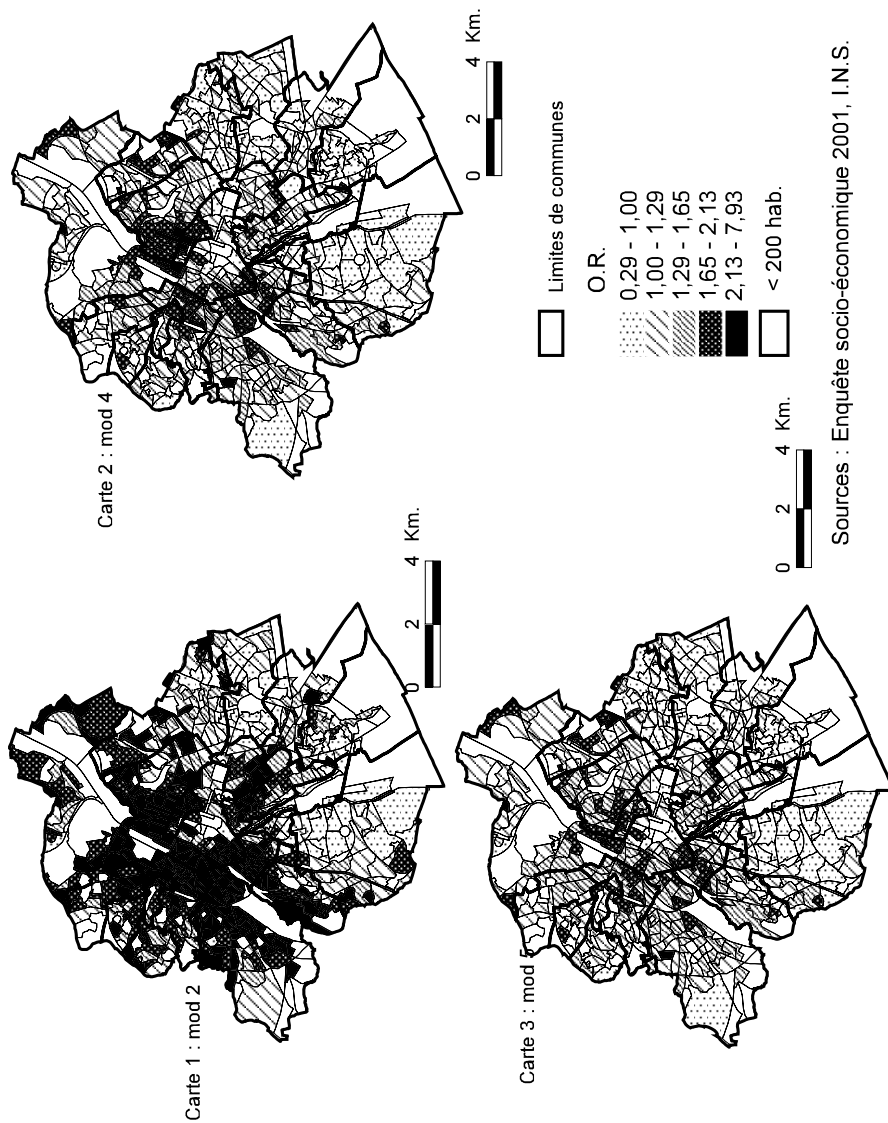 Carte 1 : mod 2
0 2 4 Km.
Carte 2 : mod 4
0 2 4 Km.
Carte 3 : mod 5
0 2 4 Km.
Limites de communes
O.R.
0,29 - 1,00
1,00 - 1,29
1,29 - 1,65
1,65 - 2,13
2,13 - 7,93
< 200 hab.
Sources : Enquête socio-économique 2001, I.N.S.